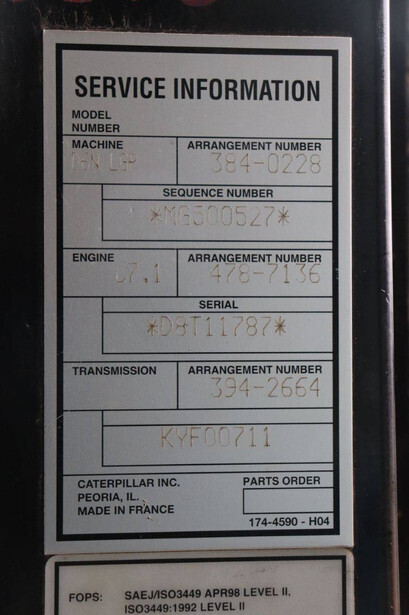 SERVICE INFORMATION
MODEL
NUMBER
MACHINE ARRANGEMENT NUMBER
LGP 384-0228
SEQUENCE NUMBER
*MG500527*
ENGINE ARRANGEMENT NUMBER
C7.1 478-7136
SERIAL
*D8T11787*
TRANSMISSION ARRANGEMENT NUMBER
394-2664
KYF00711
CATERPILLAR INC. PARTS ORDER
PEORIA, IL.
MADE IN FRANCE
174-4590 - H04
FOPS: SAEJ/ISO3449 APR98 LEVEL II,
ISO3449:1992 LEVEL II